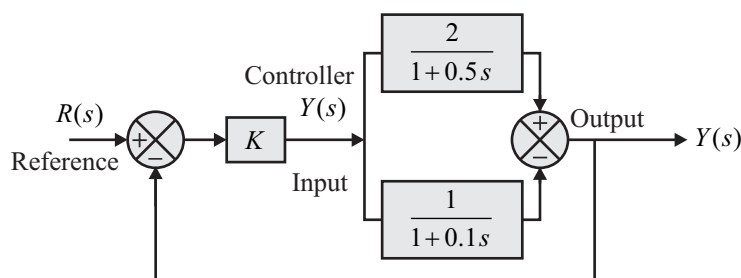 2
1+0.5s
Controller
Y(s)
R(s)
+
−
K
+
−
Output
Y(s)
Reference
Input
1
1+0.1s